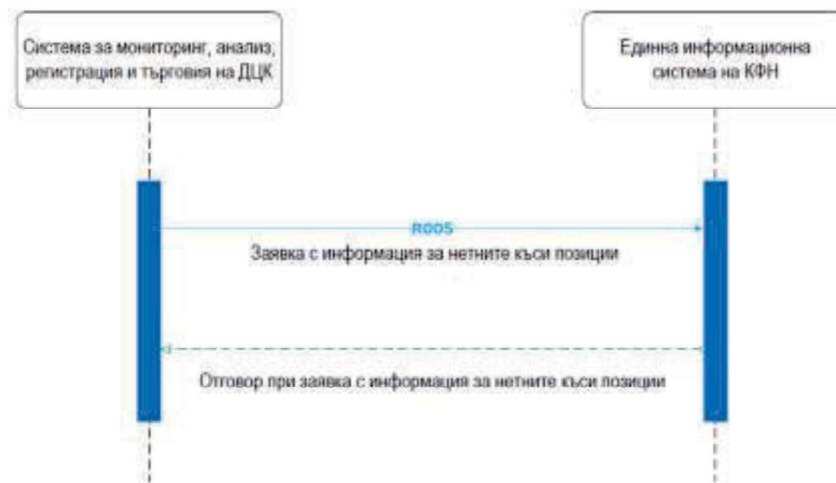 Система за мониторинг, анализ,
регистрация и търговия на ДЦК
Единна информационна
система на КФН
R005
Заявка с информация за нетните къси позиции
Отговор при заявка с информация за нетните къси позиции